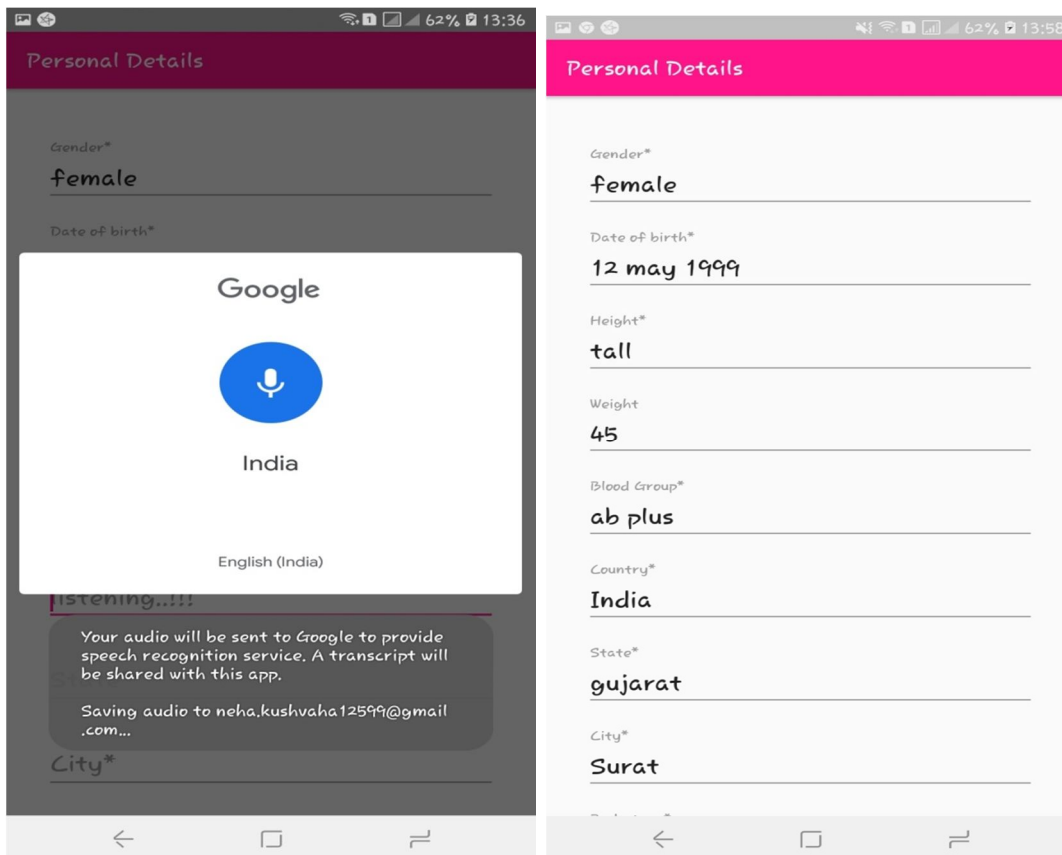 62% 13:36
Personal Details
Gender*
female
Date of birth*
Google
India
English (India)
listening..!!!
Your audio will be sent to Google to provide
speech recognition service. A transcript will
be shared with this app.
Saving audio to neha.kushvaha12599@gmail
.com...
City*
62% 13:58
Personal Details
Gender*
female
Date of birth*
12 may 1999
Height*
tall
Weight
45
Blood Group*
ab plus
Country*
India
State*
gujarat
City*
Surat